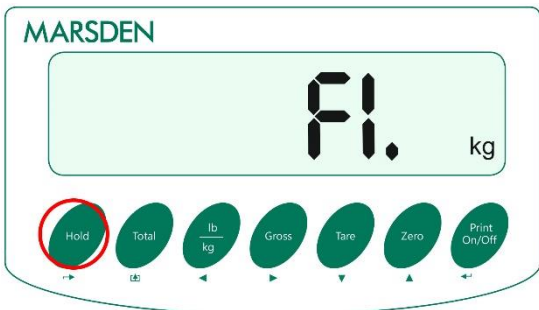 MARSDEN
F1.
kg
Hold
Total
lb
kg
Gross
Tare
Zero
Print
On/Off